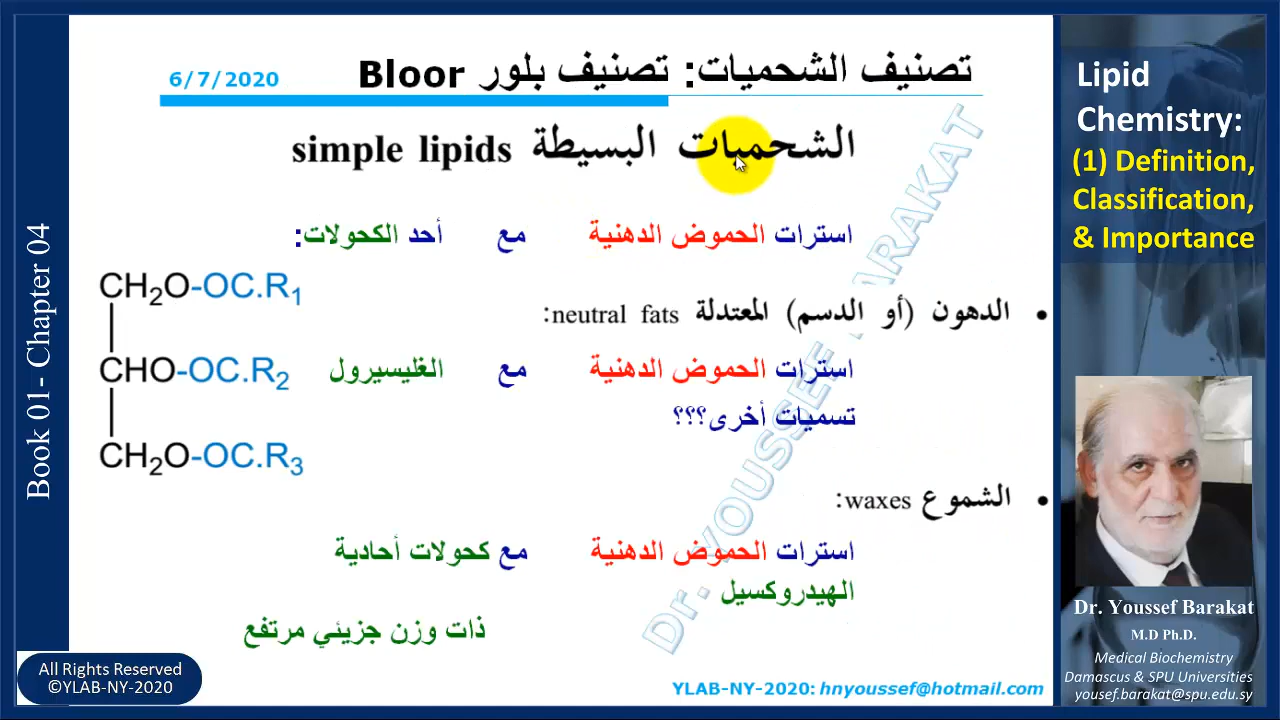 Book 01- Chapter 04
6/7/2020
تصنيف الشحميات: تصنيف بلور Bloor
الشحميات البسيطة simple lipids
استرات الحموض الدهنية مع أحد الكحولات:
• الدهون (أو الدسم) المعتدلة neutral fats:
استرات الحموض الدهنية مع الغليسيرول
تسميات أخرى؟؟؟
• الشموع waxes:
استرات الحموض الدهنية مع كحولات أحادية
الهيدروكسيل
ذات وزن جزيئي مرتفع
CH₂O-OC.R₁
CHO-OC.R₂
CH₂O-OC.R₃
Dr. YOUSSEF BARAKAT
All Rights Reserved
©YLAB-NY-2020
YLAB-NY-2020: hnyoussef@hotmail.com
Lipid
Chemistry:
(1) Definition,
Classification,
& Importance
Dr. Youssef Barakat
M.D Ph.D.
Medical Biochemistry
Damascus & SPU Universities
yousef.barakat@spu.edu.sy